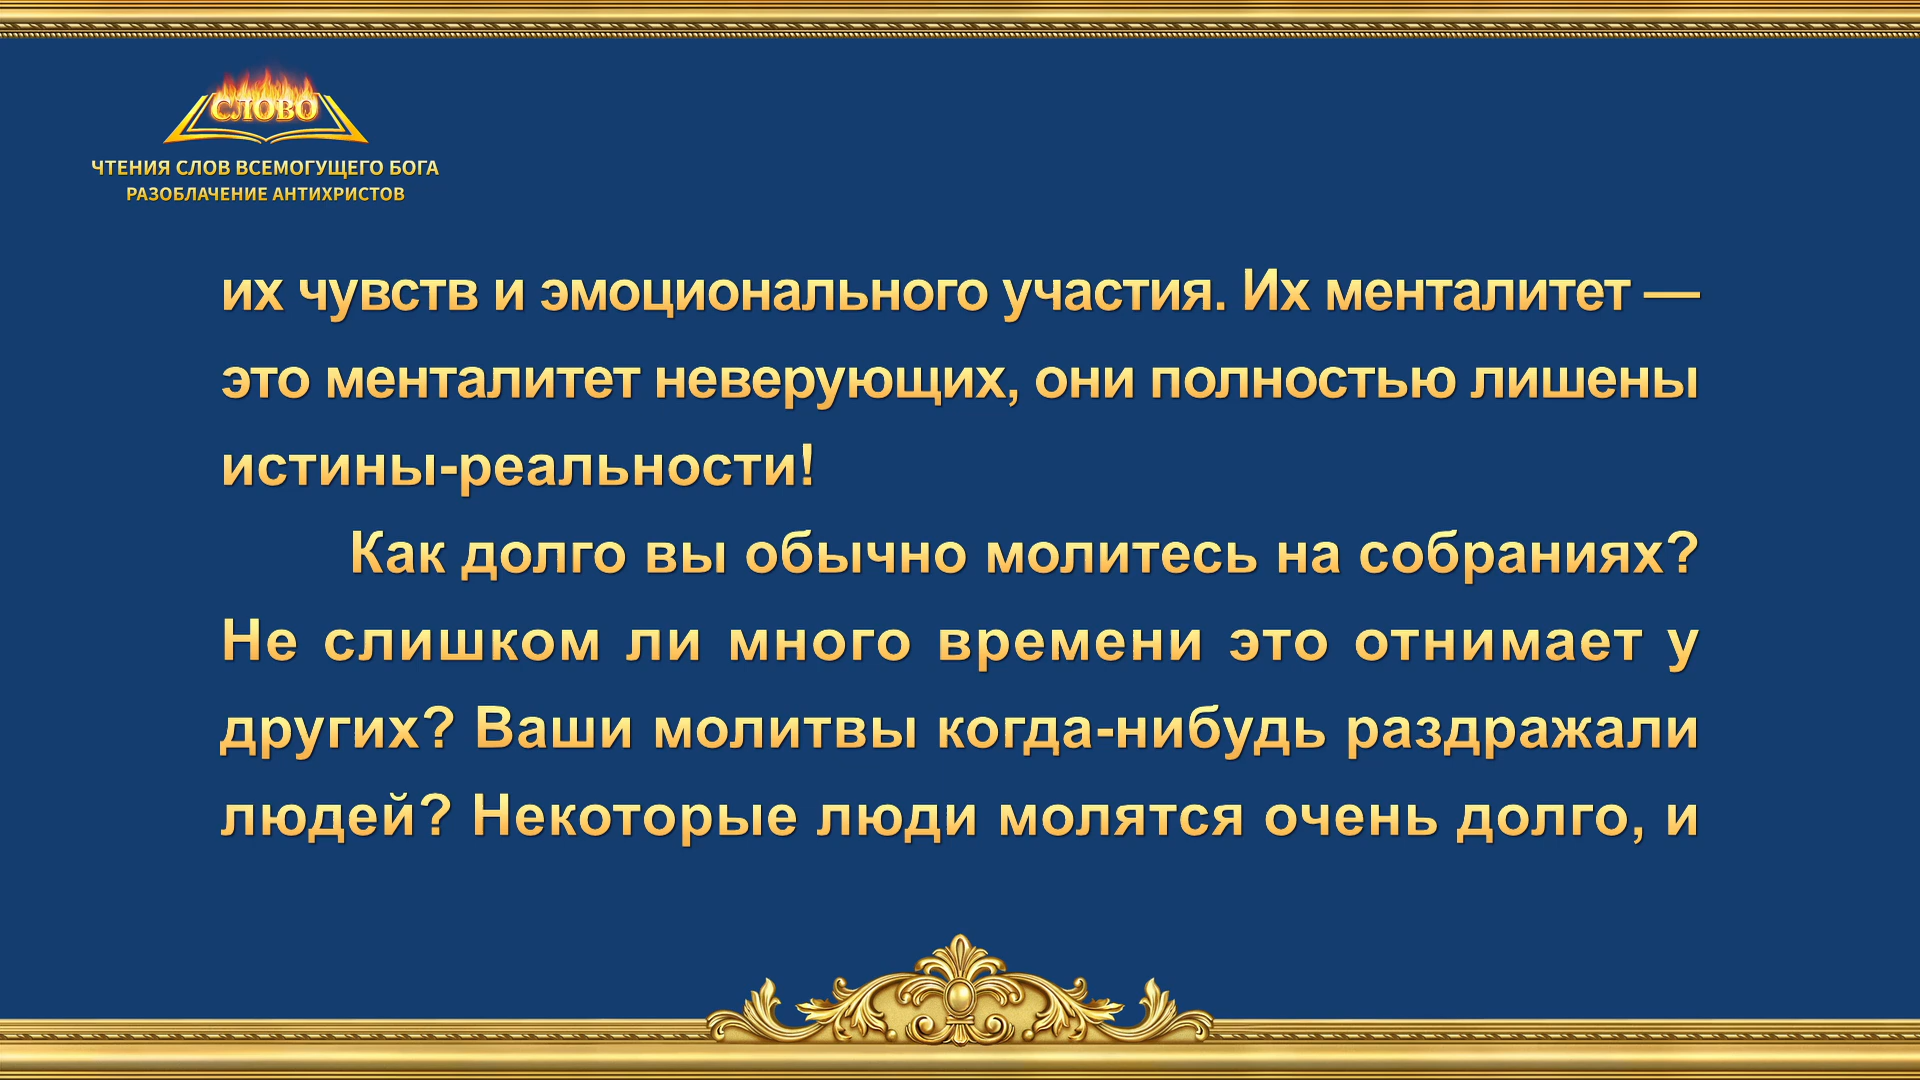 СЛОВО
ЧТЕНИЯ СЛОВ ВСЕМОГУЩЕГО БОГА
РАЗОБЛАЧЕНИЕ АНТИХРИСТОВ
их чувств и эмоционального участия. Их менталитет —
это менталитет неверующих, они полностью лишены
истины-реальности!
Как долго вы обычно молитесь на собраниях?
Не слишком ли много времени это отнимает у
других? Ваши молитвы когда-нибудь раздражали
людей? Некоторые люди молятся очень долго, и